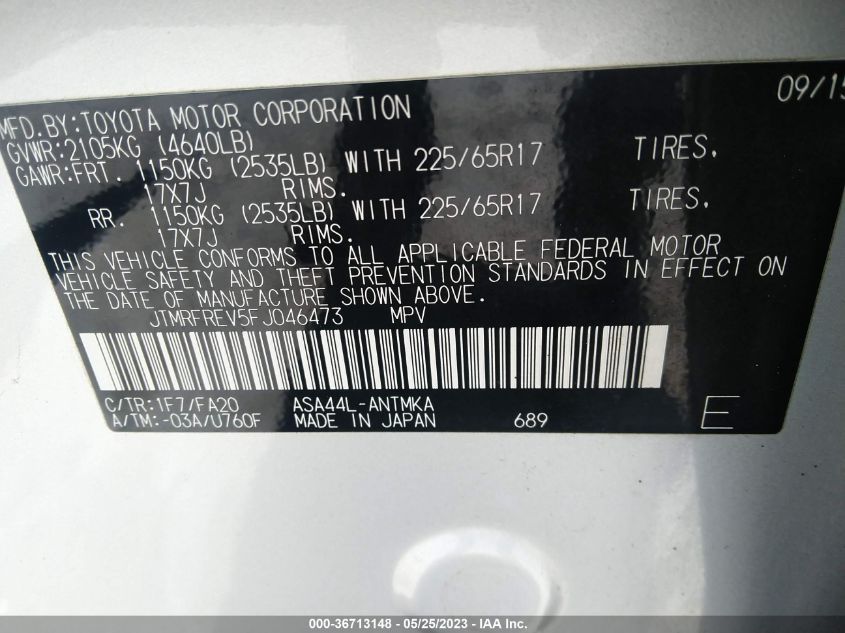 09/15
MFD.BY:TOYOTA MOTOR CORPORATION
GVWR:2105KG (4640LB)
GAWR:FRT. 1150KG (2535LB) WITH 225/65R17 TIRES.
17X7J RIMS.
RR. 1150KG (2535LB) WITH 225/65R17 TIRES.
17X7J RIMS.
THIS VEHICLE CONFORMS TO ALL APPLICABLE FEDERAL MOTOR
VEHICLE SAFETY AND THEFT PREVENTION STANDARDS IN EFFECT ON
THE DATE OF MANUFACTURE SHOWN ABOVE.
JTMRFREV5FJ046473 MPV
C/TR:1F7/FA20 ASA44L-ANTMKA
A/TM:-03A/U760F MADE IN JAPAN 689 E
000-36713148 - 05/25/2023 - IAA Inc.